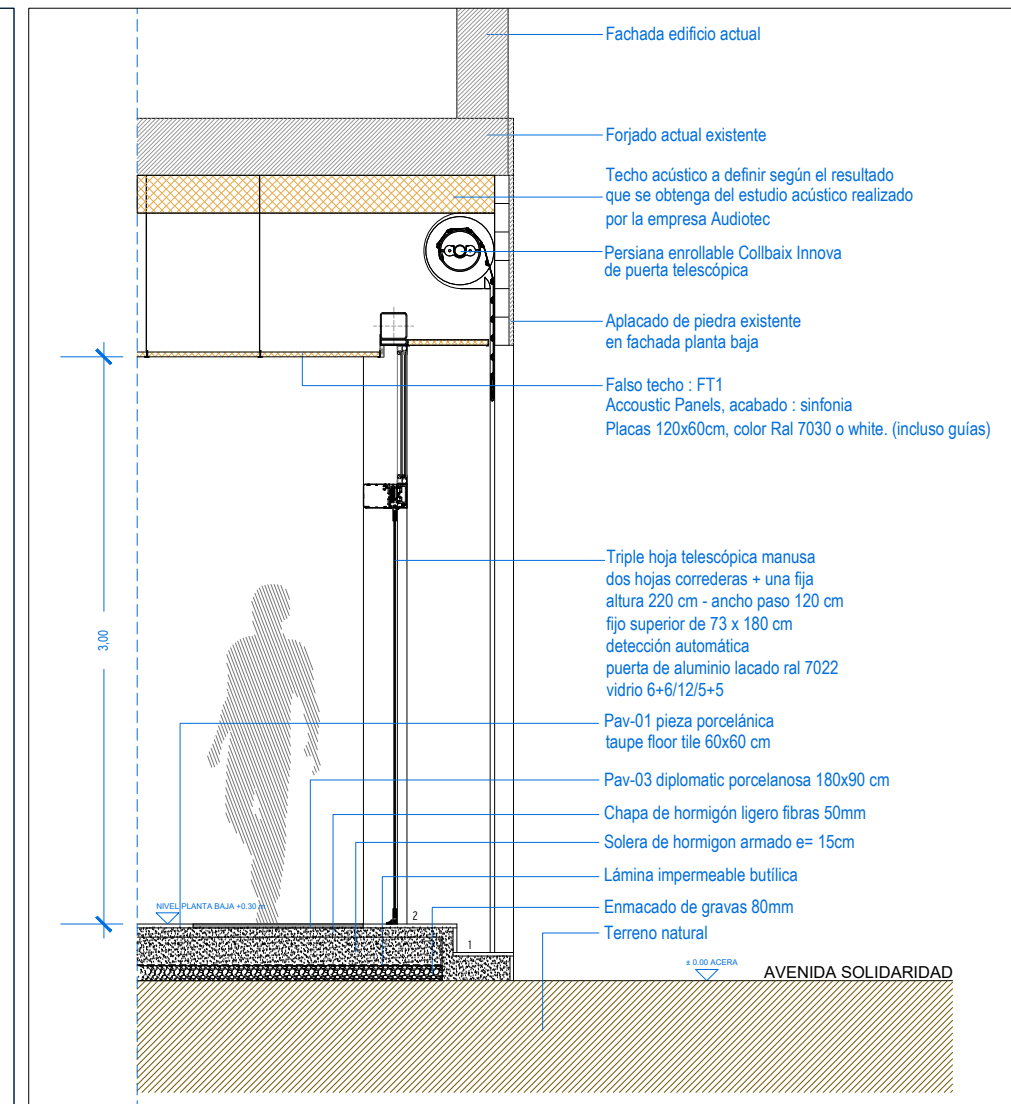 Fachada edificio actual
Forjado actual existente
Techo acústico a definir según el resultado
que se obtenga del estudio acústico realizado
por la empresa Audiotec
Persiana enrollable Collbaix Innova
de puerta telescópica
Aplacado de piedra existente
en fachada planta baja
Falso techo : FT1
Accoustic Panels, acabado : sinfonia
Placas 120x60cm, color Ral 7030 o white. (incluso guías)
3,00
Triple hoja telescópica manusa
dos hojas correderas + una fija
altura 220 cm - ancho paso 120 cm
fijo superior de 73 x 180 cm
detección automática
puerta de aluminio lacado ral 7022
vidrio 6+6/12/5+5
Pav-01 pieza porcelánica
taupe floor tile 60x60 cm
Pav-03 diplomatic porcelanosa 180x90 cm
Chapa de hormigón ligero fibras 50mm
Solera de hormigon armado e= 15cm
Lámina impermeable butílica
Enmacado de gravas 80mm
Terreno natural
NIVEL PLANTA BAJA +0.30 m
2
1
± 0.00 ACERA
AVENIDA SOLIDARIDAD